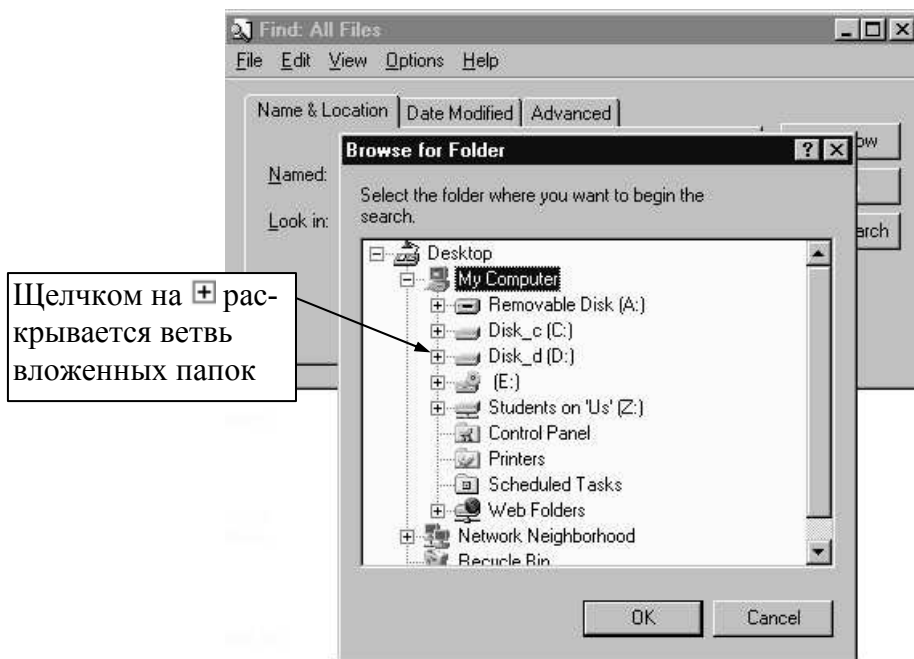 Find: All Files
File Edit View Options Help
Name & Location Date Modified Advanced
Named:
Look in:
Browse for Folder
Select the folder where you want to begin the
search.
Desktop
My Computer
Removable Disk (A:)
Disk_c (C:)
Disk_d (D:)
(E:)
Students on 'Us' (Z:)
Control Panel
Printers
Scheduled Tasks
Web Folders
Network Neighborhood
Recycle Bin
OK Cancel
Щелчком на рас-
крывается ветвь
вложенных папок